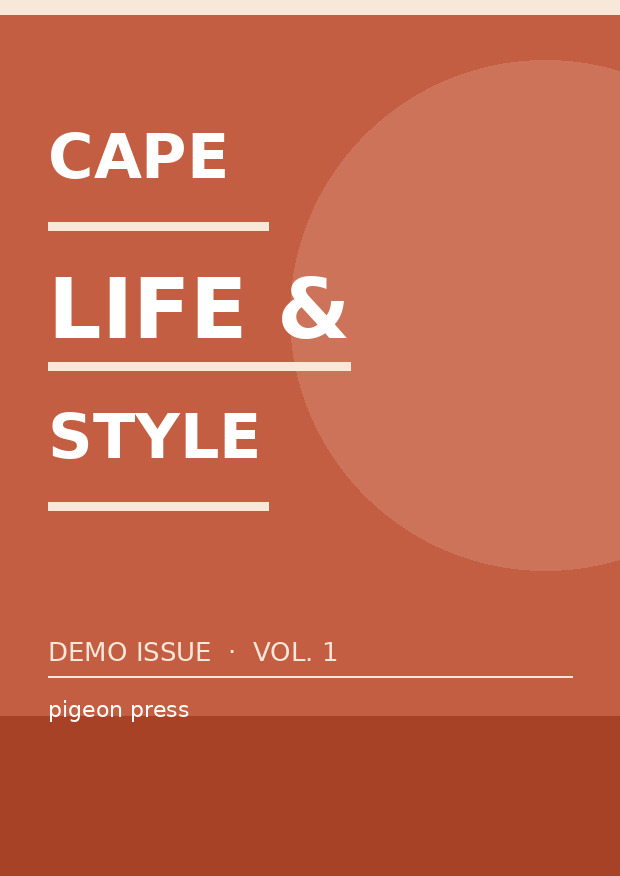 CAPE
LIFE &
STYLE
DEMO ISSUE · VOL. 1
pigeon press